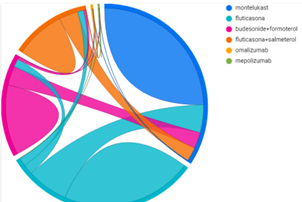 montelukast
fluticasona
budesonide+formoterol
fluticasona+salmeterol
omalizumab
mepolizumab